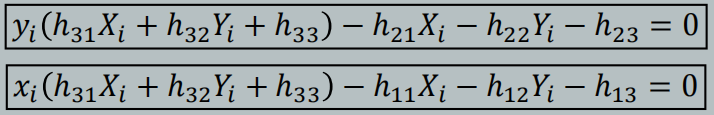 yᵢ(h₃₁Xᵢ + h₃₂Yᵢ + h₃₃) − h₂₁Xᵢ − h₂₂Yᵢ − h₂₃ = 0
xᵢ(h₃₁Xᵢ + h₃₂Yᵢ + h₃₃) − h₁₁Xᵢ − h₁₂Yᵢ − h₁₃ = 0